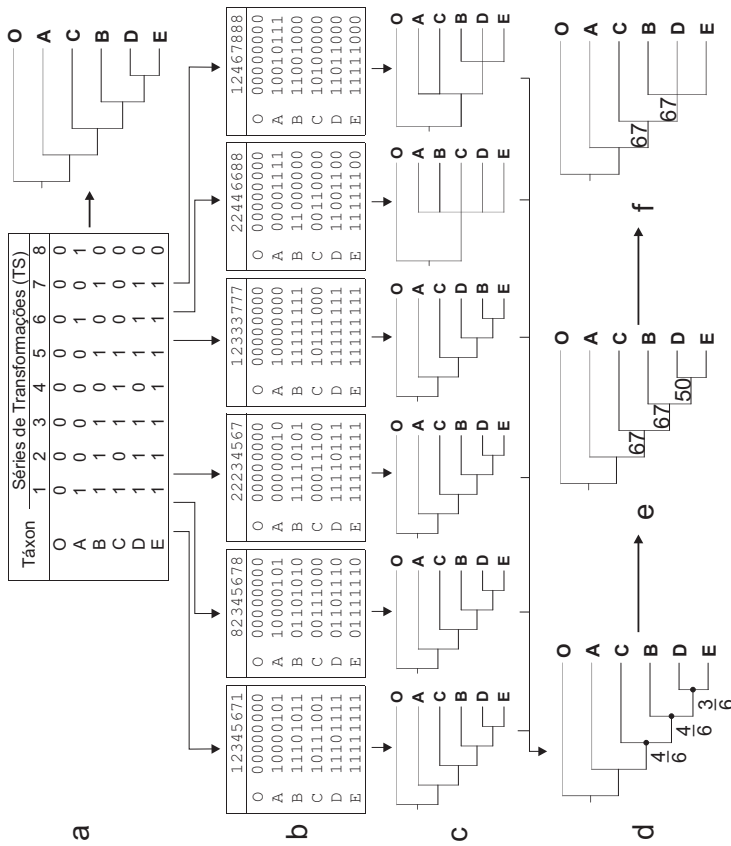 a
Táxon Séries de Transformações (TS)
1 2 3 4 5 6 7 8
O 0 0 0 0 0 0 0 0
A 1 0 0 0 0 1 0 1
B 1 1 1 0 1 0 1 0
C 1 0 1 1 1 0 0 0
D 1 1 1 0 1 1 1 0
E 1 1 1 1 1 1 1 0
O
A
C
B
D
E
b
12345671
O 00000000
A 10000101
B 11101011
C 10111001
D 11101111
E 11111111
82345678
O 00000000
A 10000101
B 01101010
C 00111000
D 01101110
E 01111110
22234567
O 00000000
A 00000010
B 11110101
C 00011100
D 11110111
E 11111111
12333777
O 00000000
A 10000000
B 11111111
C 10111000
D 11111111
E 11111111
22446688
O 00000000
A 00001111
B 11000000
C 00110000
D 11001100
E 11111100
12467888
O 00000000
A 10010111
B 11001000
C 10100000
D 11011000
E 11111000
c
O
A
C
B
D
E
O
A
C
B
D
E
O
A
C
B
D
E
O
A
C
D
B
E
O
A
B
C
D
E
O
A
C
B
D
E
d
O
A
C
B
D
E
4/6
4/6
3/6
e
O
A
C
B
D
E
67
67
50
f
O
A
C
B
D
E
67
67